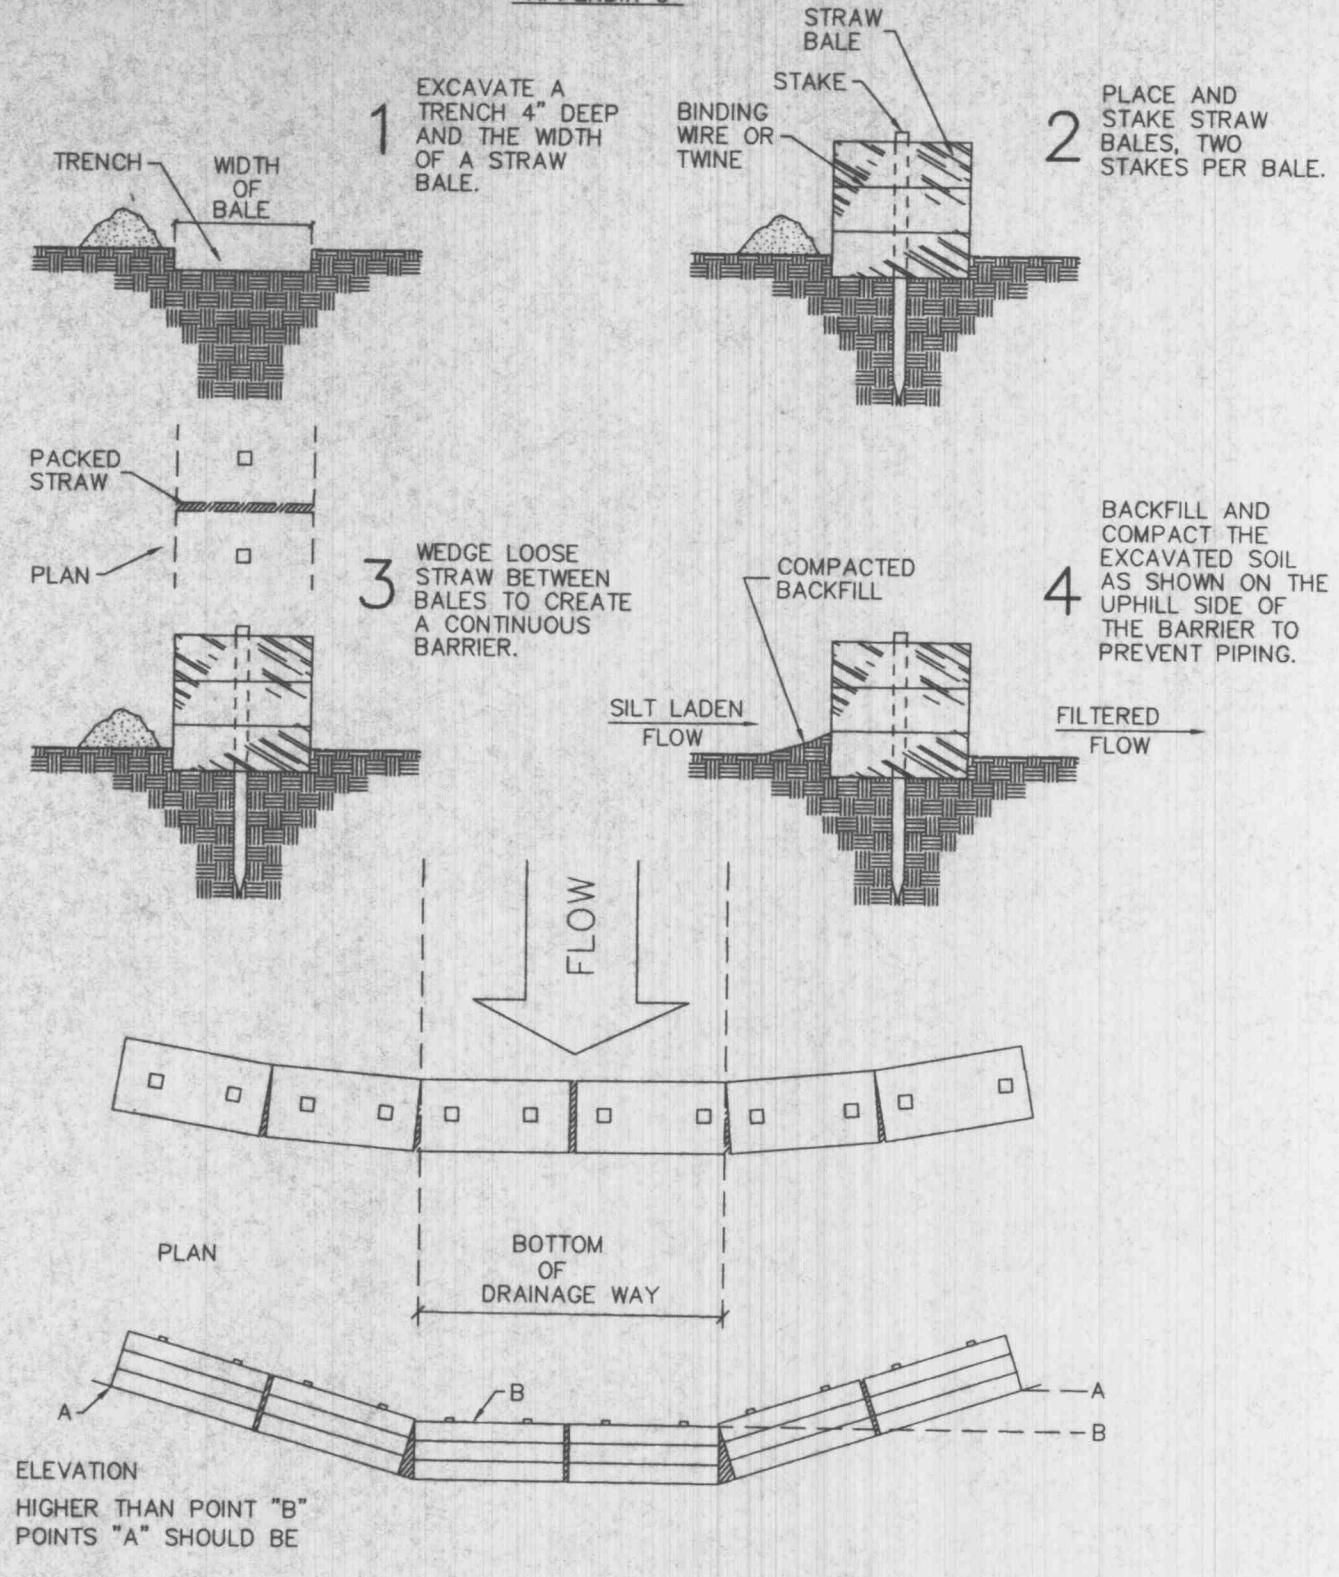 1
EXCAVATE A
TRENCH 4" DEEP
AND THE WIDTH
OF A STRAW
BALE.
TRENCH
WIDTH
OF
BALE
STRAW
BALE
STAKE
BINDING
WIRE OR
TWINE
2
PLACE AND
STAKE STRAW
BALES, TWO
STAKES PER BALE.
PACKED
STRAW
PLAN
3
WEDGE LOOSE
STRAW BETWEEN
BALES TO CREATE
A CONTINUOUS
BARRIER.
COMPACTED
BACKFILL
4
BACKFILL AND
COMPACT THE
EXCAVATED SOIL
AS SHOWN ON THE
UPHILL SIDE OF
THE BARRIER TO
PREVENT PIPING.
SILT LADEN
FLOW
FILTERED
FLOW
FLOW
PLAN
BOTTOM
OF
DRAINAGE WAY
A
B
A
B
ELEVATION
HIGHER THAN POINT "B"
POINTS "A" SHOULD BE